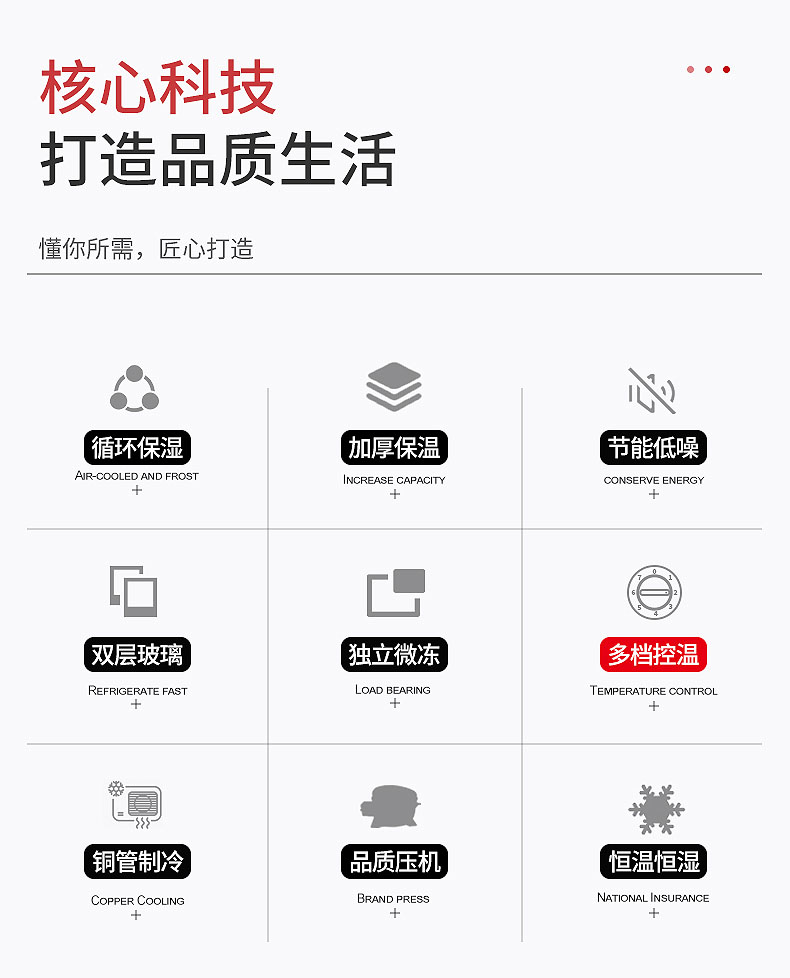 核心科技
打造品质生活
懂你所需，匠心打造
循环保湿
AIR-COOLED AND FROST
加厚保温
INCREASE CAPACITY
节能低噪
CONSERVE ENERGY
双层玻璃
REFRIGERATE FAST
独立微冻
LOAD BEARING
0
1
2
3
4
5
6
7
多档控温
TEMPERATURE CONTROL
铜管制冷
COPPER COOLING
品质压机
BRAND PRESS
恒温恒湿
NATIONAL INSURANCE